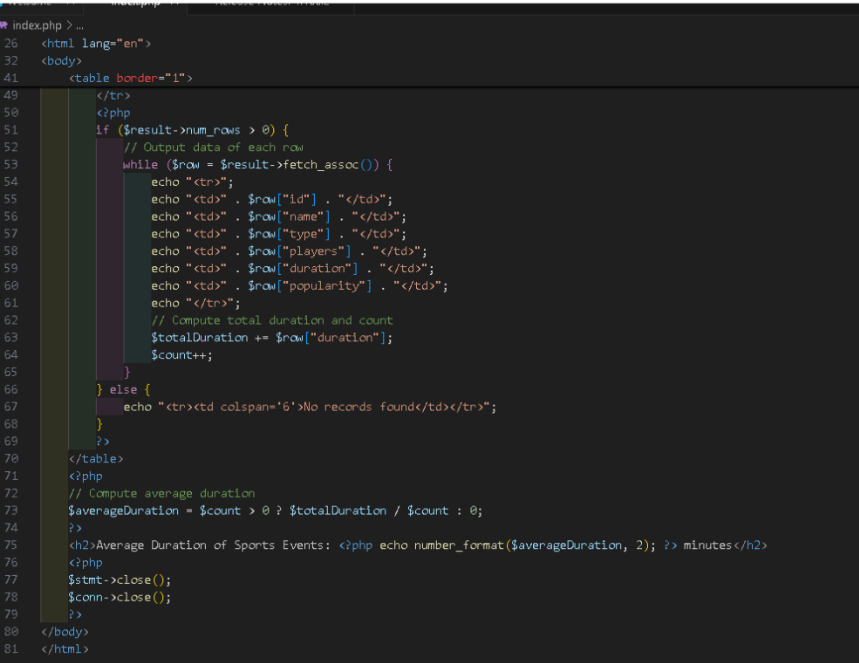 index.php > ...
26 <html lang="en">
32 <body>
41 <table border="1">
49 </tr>
50 <?php
51 if ($result->num_rows > 0) {
52 // Output data of each row
53 while ($row = $result->fetch_assoc()) {
54 echo "<tr>";
55 echo "<td>" . $row["id"] . "</td>";
56 echo "<td>" . $row["name"] . "</td>";
57 echo "<td>" . $row["type"] . "</td>";
58 echo "<td>" . $row["players"] . "</td>";
59 echo "<td>" . $row["duration"] . "</td>";
60 echo "<td>" . $row["popularity"] . "</td>";
61 echo "</tr>";
62 // Compute total duration and count
63 $totalDuration += $row["duration"];
64 $count++;
65 }
66 } else {
67 echo "<tr><td colspan='6'>No records found</td></tr>";
68 }
69 ?>
70 </table>
71 <?php
72 // Compute average duration
73 $averageDuration = $count > 0 ? $totalDuration / $count : 0;
74 ?>
75 <h2>Average Duration of Sports Events: <?php echo number_format($averageDuration, 2); ?> minutes</h2>
76 <?php
77 $stmt->close();
78 $conn->close();
79 ?>
80 </body>
81 </html>